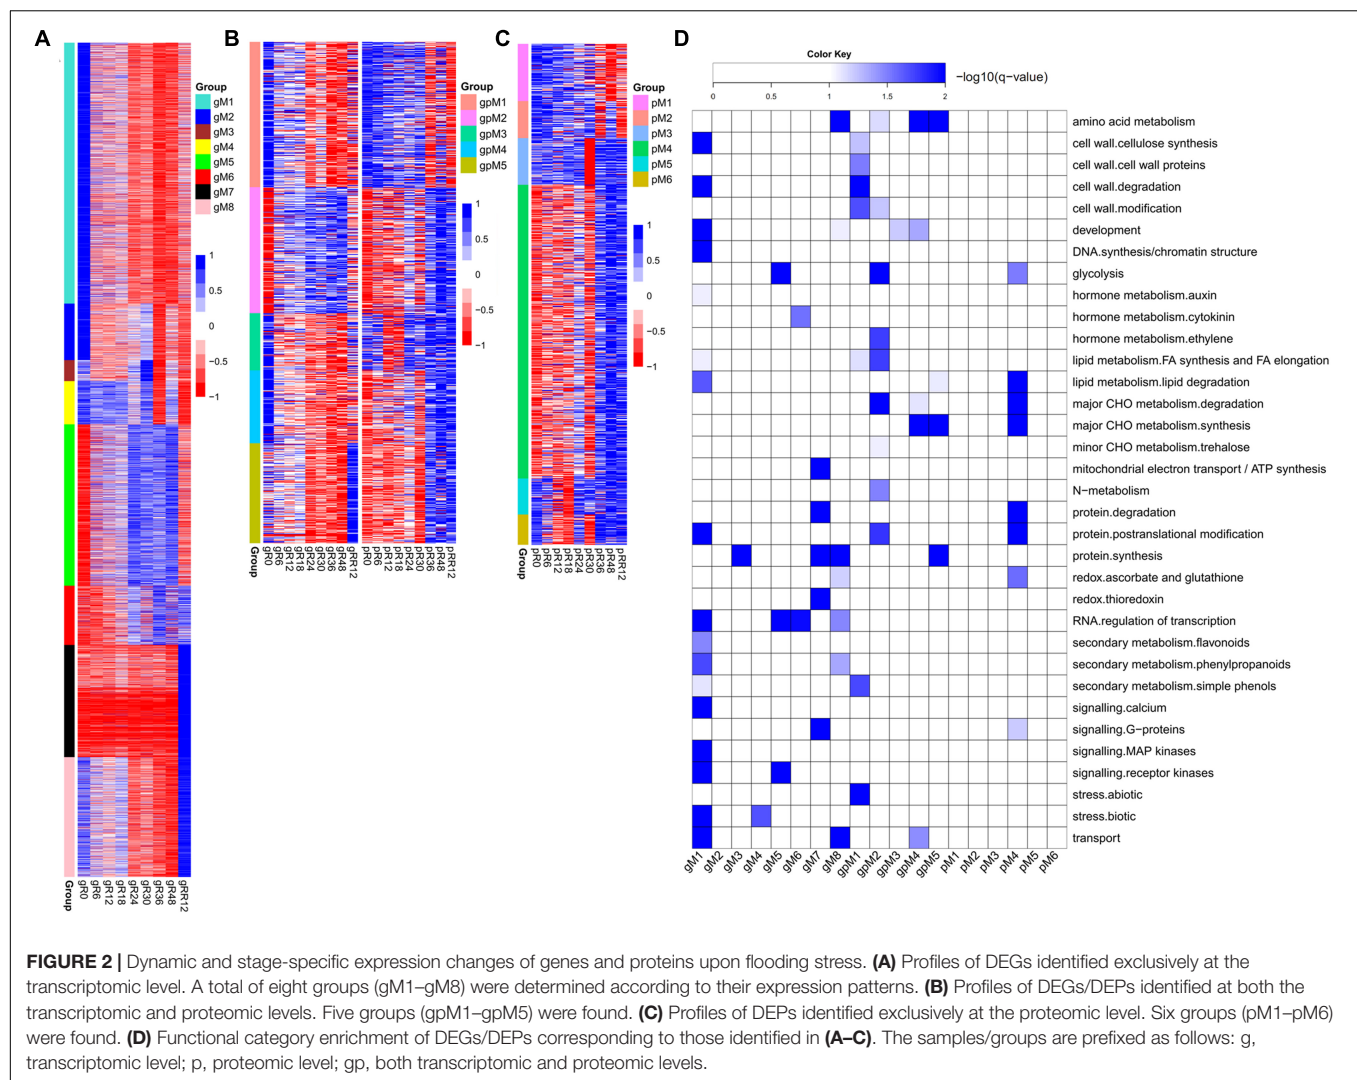 A
B
C
D
Color Key
−log10(q−value)
0
0.5
1
1.5
2
Group
gM1
gM2
gM3
gM4
gM5
gM6
gM7
gM8
1
0.5
0
−0.5
−1
Group
gR0
gR6
gR12
gR18
gR24
gR30
gR36
gR48
gRR12
Group
gpM1
gpM2
gpM3
gpM4
gpM5
1
0.5
0
−0.5
−1
Group
gR0
gR6
gR12
gR18
gR24
gR30
gR36
gR48
gRR12
pR0
pR6
pR12
pR18
pR24
pR30
pR36
pR48
pRR12
Group
pM1
pM2
pM3
pM4
pM5
pM6
1
0.5
0
−0.5
−1
Group
pR0
pR6
pR12
pR18
pR24
pR30
pR36
pR48
pRR12
amino acid metabolism
cell wall.cellulose synthesis
cell wall.cell wall proteins
cell wall.degradation
cell wall.modification
development
DNA.synthesis/chromatin structure
glycolysis
hormone metabolism.auxin
hormone metabolism.cytokinin
hormone metabolism.ethylene
lipid metabolism.FA synthesis and FA elongation
lipid metabolism.lipid degradation
major CHO metabolism.degradation
major CHO metabolism.synthesis
minor CHO metabolism.trehalose
mitochondrial electron transport / ATP synthesis
N−metabolism
protein.degradation
protein.postranslational modification
protein.synthesis
redox.ascorbate and glutathione
redox.thioredoxin
RNA.regulation of transcription
secondary metabolism.flavonoids
secondary metabolism.phenylpropanoids
secondary metabolism.simple phenols
signalling.calcium
signalling.G−proteins
signalling.MAP kinases
signalling.receptor kinases
stress.abiotic
stress.biotic
transport
gM1
gM2
gM3
gM4
gM5
gM6
gM7
gM8
gpM1
gpM2
gpM3
gpM4
gpM5
pM1
pM2
pM3
pM4
pM5
pM6
FIGURE 2 | Dynamic and stage-specific expression changes of genes and proteins upon flooding stress. (A) Profiles of DEGs identified exclusively at the
transcriptomic level. A total of eight groups (gM1–gM8) were determined according to their expression patterns. (B) Profiles of DEGs/DEPs identified at both the
transcriptomic and proteomic levels. Five groups (gpM1–gpM5) were found. (C) Profiles of DEPs identified exclusively at the proteomic level. Six groups (pM1–pM6)
were found. (D) Functional category enrichment of DEGs/DEPs corresponding to those identified in (A–C). The samples/groups are prefixed as follows: g,
transcriptomic level; p, proteomic level; gp, both transcriptomic and proteomic levels.